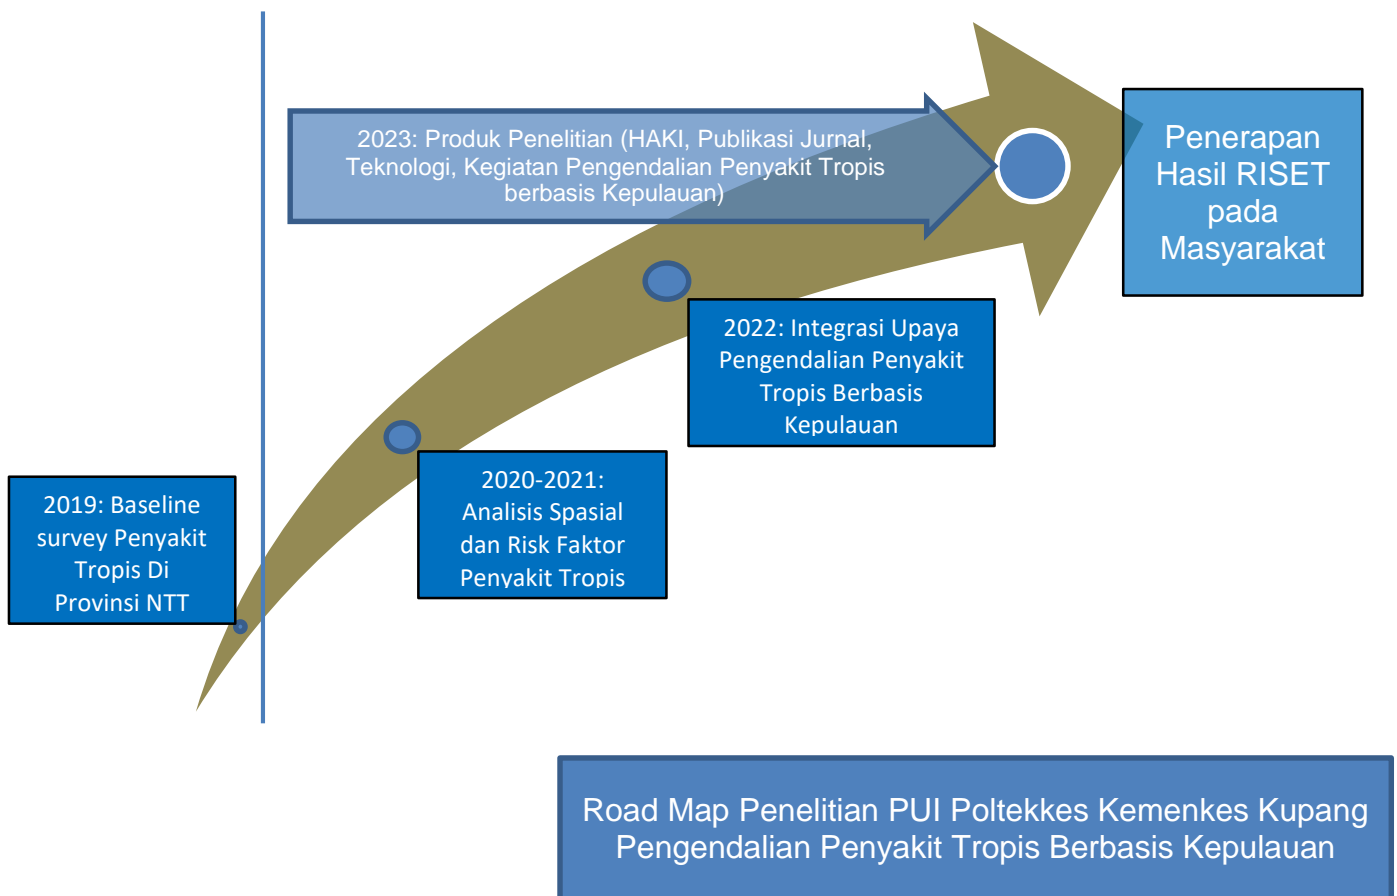 2023: Produk Penelitian (HAKI, Publikasi Jurnal,
Teknologi, Kegiatan Pengendalian Penyakit Tropis
berbasis Kepulauan)
Penerapan
Hasil RISET
pada
Masyarakat
2022: Integrasi Upaya
Pengendalian Penyakit
Tropis Berbasis
Kepulauan
2020-2021:
Analisis Spasial
dan Risk Faktor
Penyakit Tropis
2019: Baseline
survey Penyakit
Tropis Di
Provinsi NTT
Road Map Penelitian PUI Poltekkes Kemenkes Kupang
Pengendalian Penyakit Tropis Berbasis Kepulauan